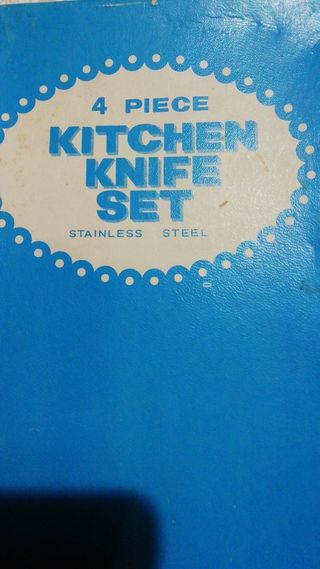 4 PIECE
KITCHEN
KNIFE
SET
STAINLESS STEEL